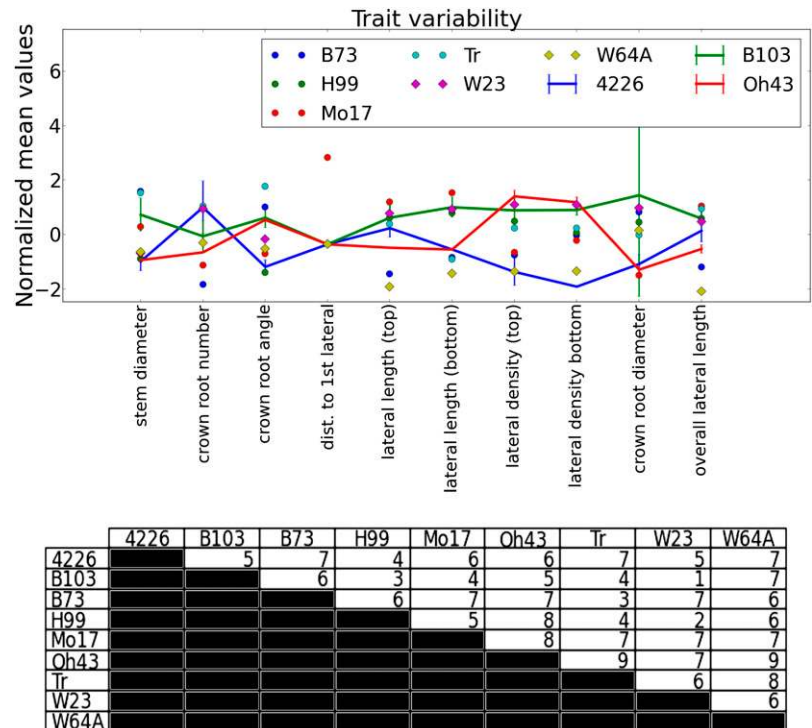 Trait variability
Normalized mean values
6
4
2
0
−2
B73 Tr W64A B103
H99 W23 4226 Oh43
Mo17
stem diameter
crown root number
crown root angle
dist. to 1st lateral
lateral length (top)
lateral length (bottom)
lateral density (top)
lateral density bottom
crown root diameter
overall lateral length
4226 B103 B73 H99 Mo17 Oh43 Tr W23 W64A
4226 5 7 4 6 6 7 5 7
B103 6 3 4 5 4 1 7
B73 6 7 7 3 7 6
H99 5 8 4 2 6
Mo17 8 7 7 7
Oh43 9 7 9
Tr 6 8
W23 6
W64A